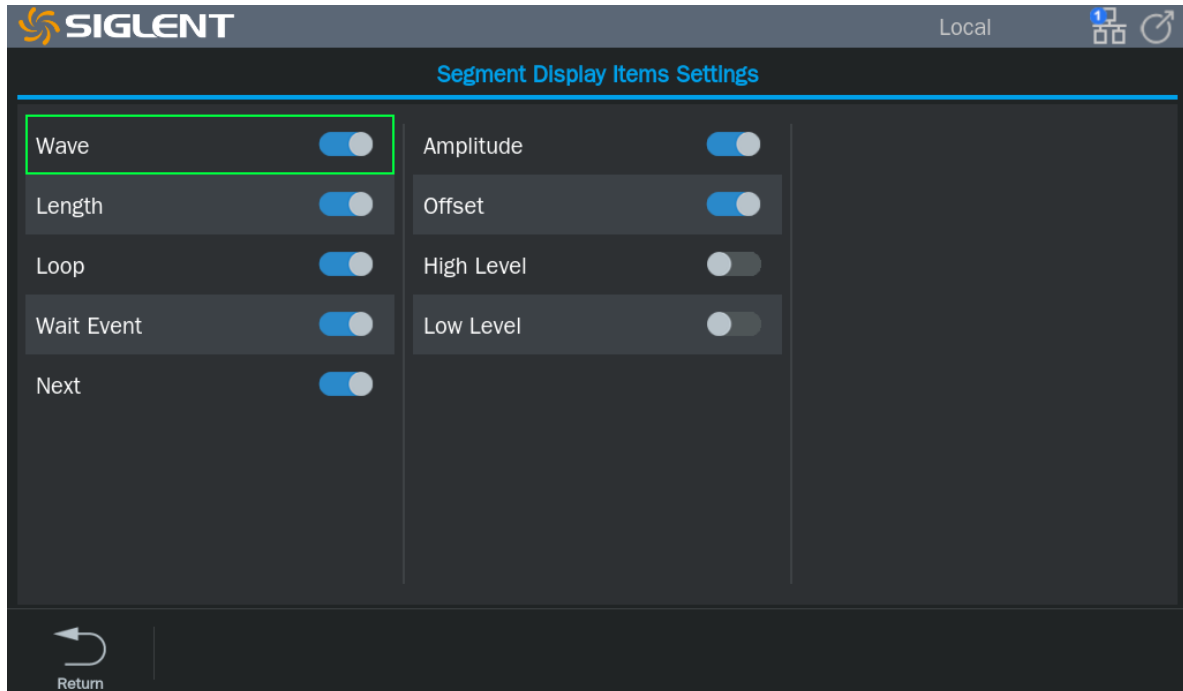 SIGLENT
Local
1
Segment Display Items Settings
Wave
Length
Loop
Wait Event
Next
Amplitude
Offset
High Level
Low Level
Return